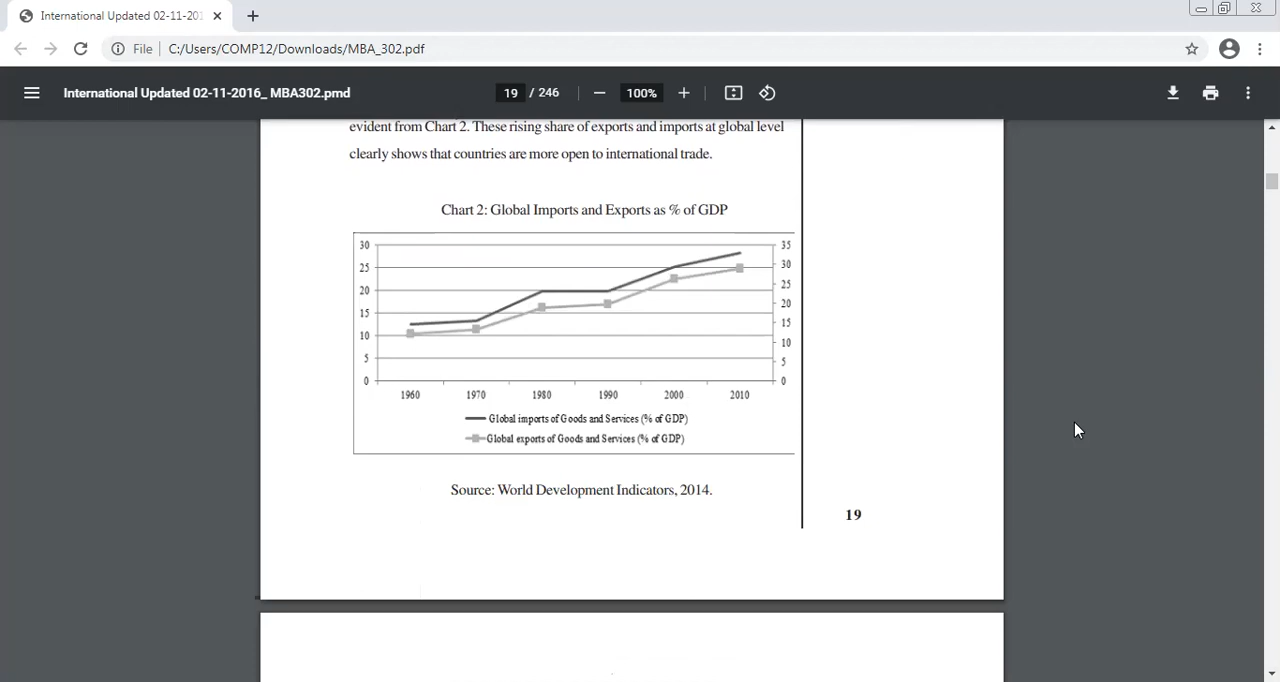 International Updated 02-11-201
File C:/Users/COMP12/Downloads/MBA_302.pdf
International Updated 02-11-2016_ MBA302.pmd 19 / 246 100%
evident from Chart 2. These rising share of exports and imports at global level
clearly shows that countries are more open to international trade.
Chart 2: Global Imports and Exports as % of GDP
30 35
25 30
20 25
15 20
10 15
5 10
0 5
0
1960 1970 1980 1990 2000 2010
Global imports of Goods and Services (% of GDP)
Global exports of Goods and Services (% of GDP)
Source: World Development Indicators, 2014.
19